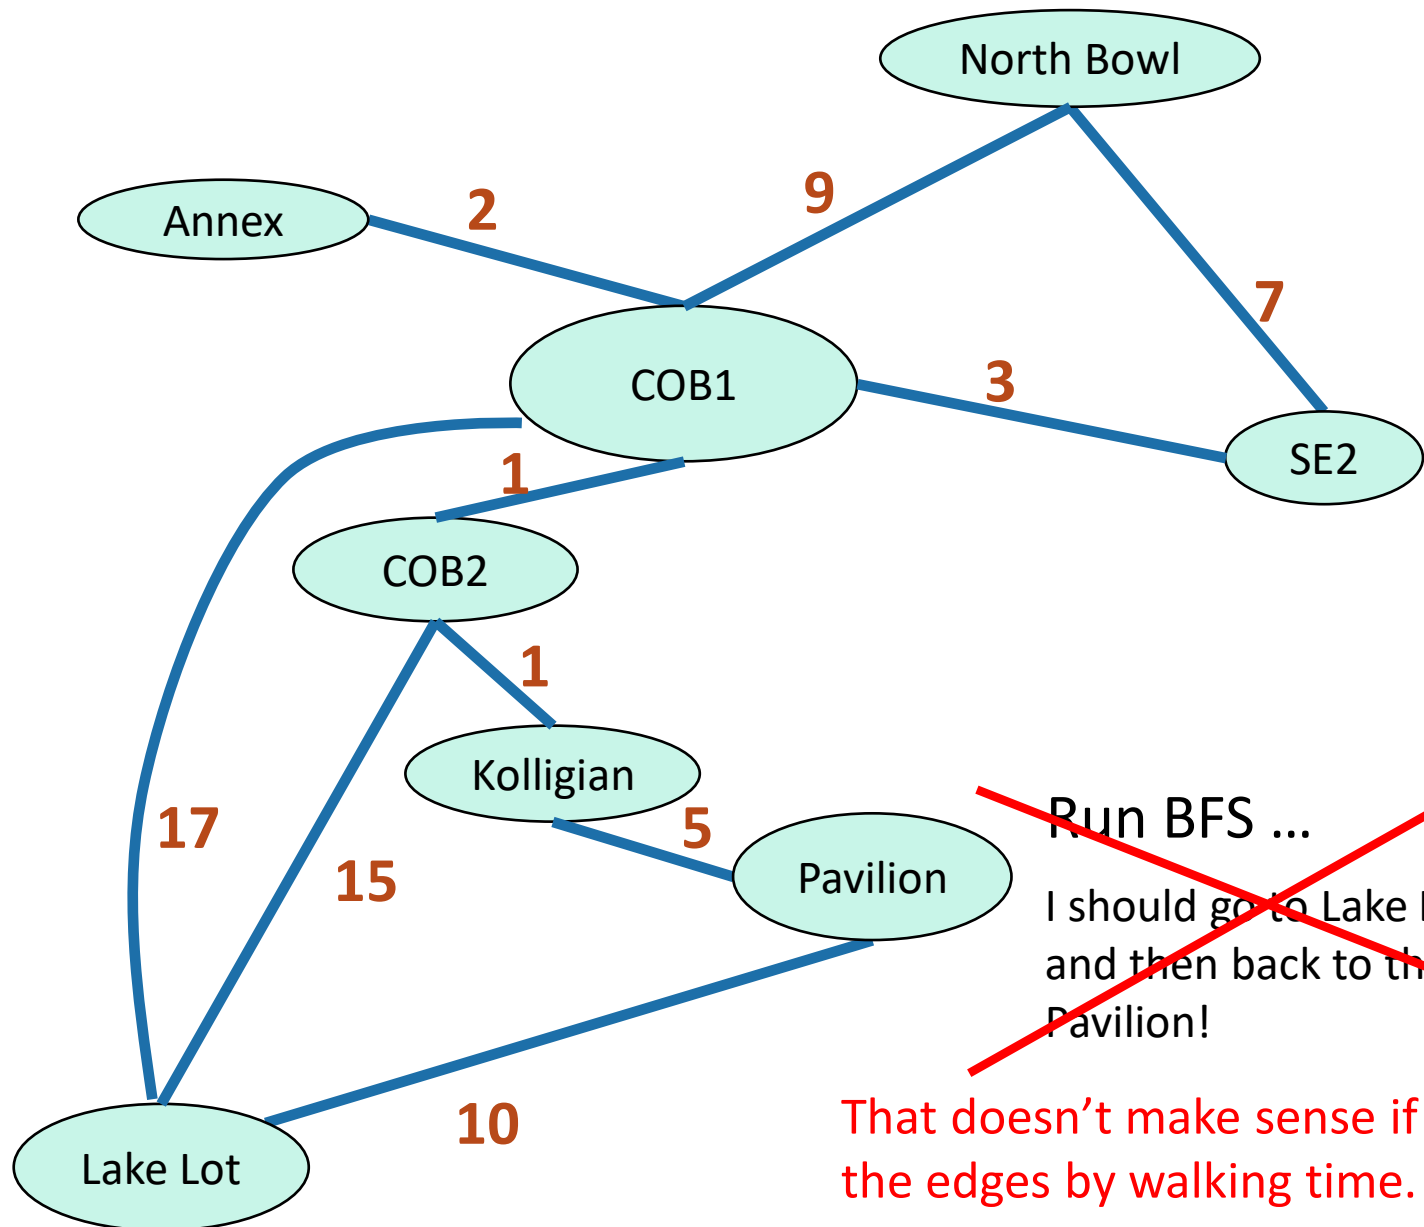 North Bowl
Annex
2
9
7
COB1
3
SE2
1
COB2
1
Kolligian
17
5
15
Pavilion
10
Lake Lot
Run BFS ...
I should go to Lake
and then back to
Pavilion!
That doesn’t make sense if
the edges by walking time.